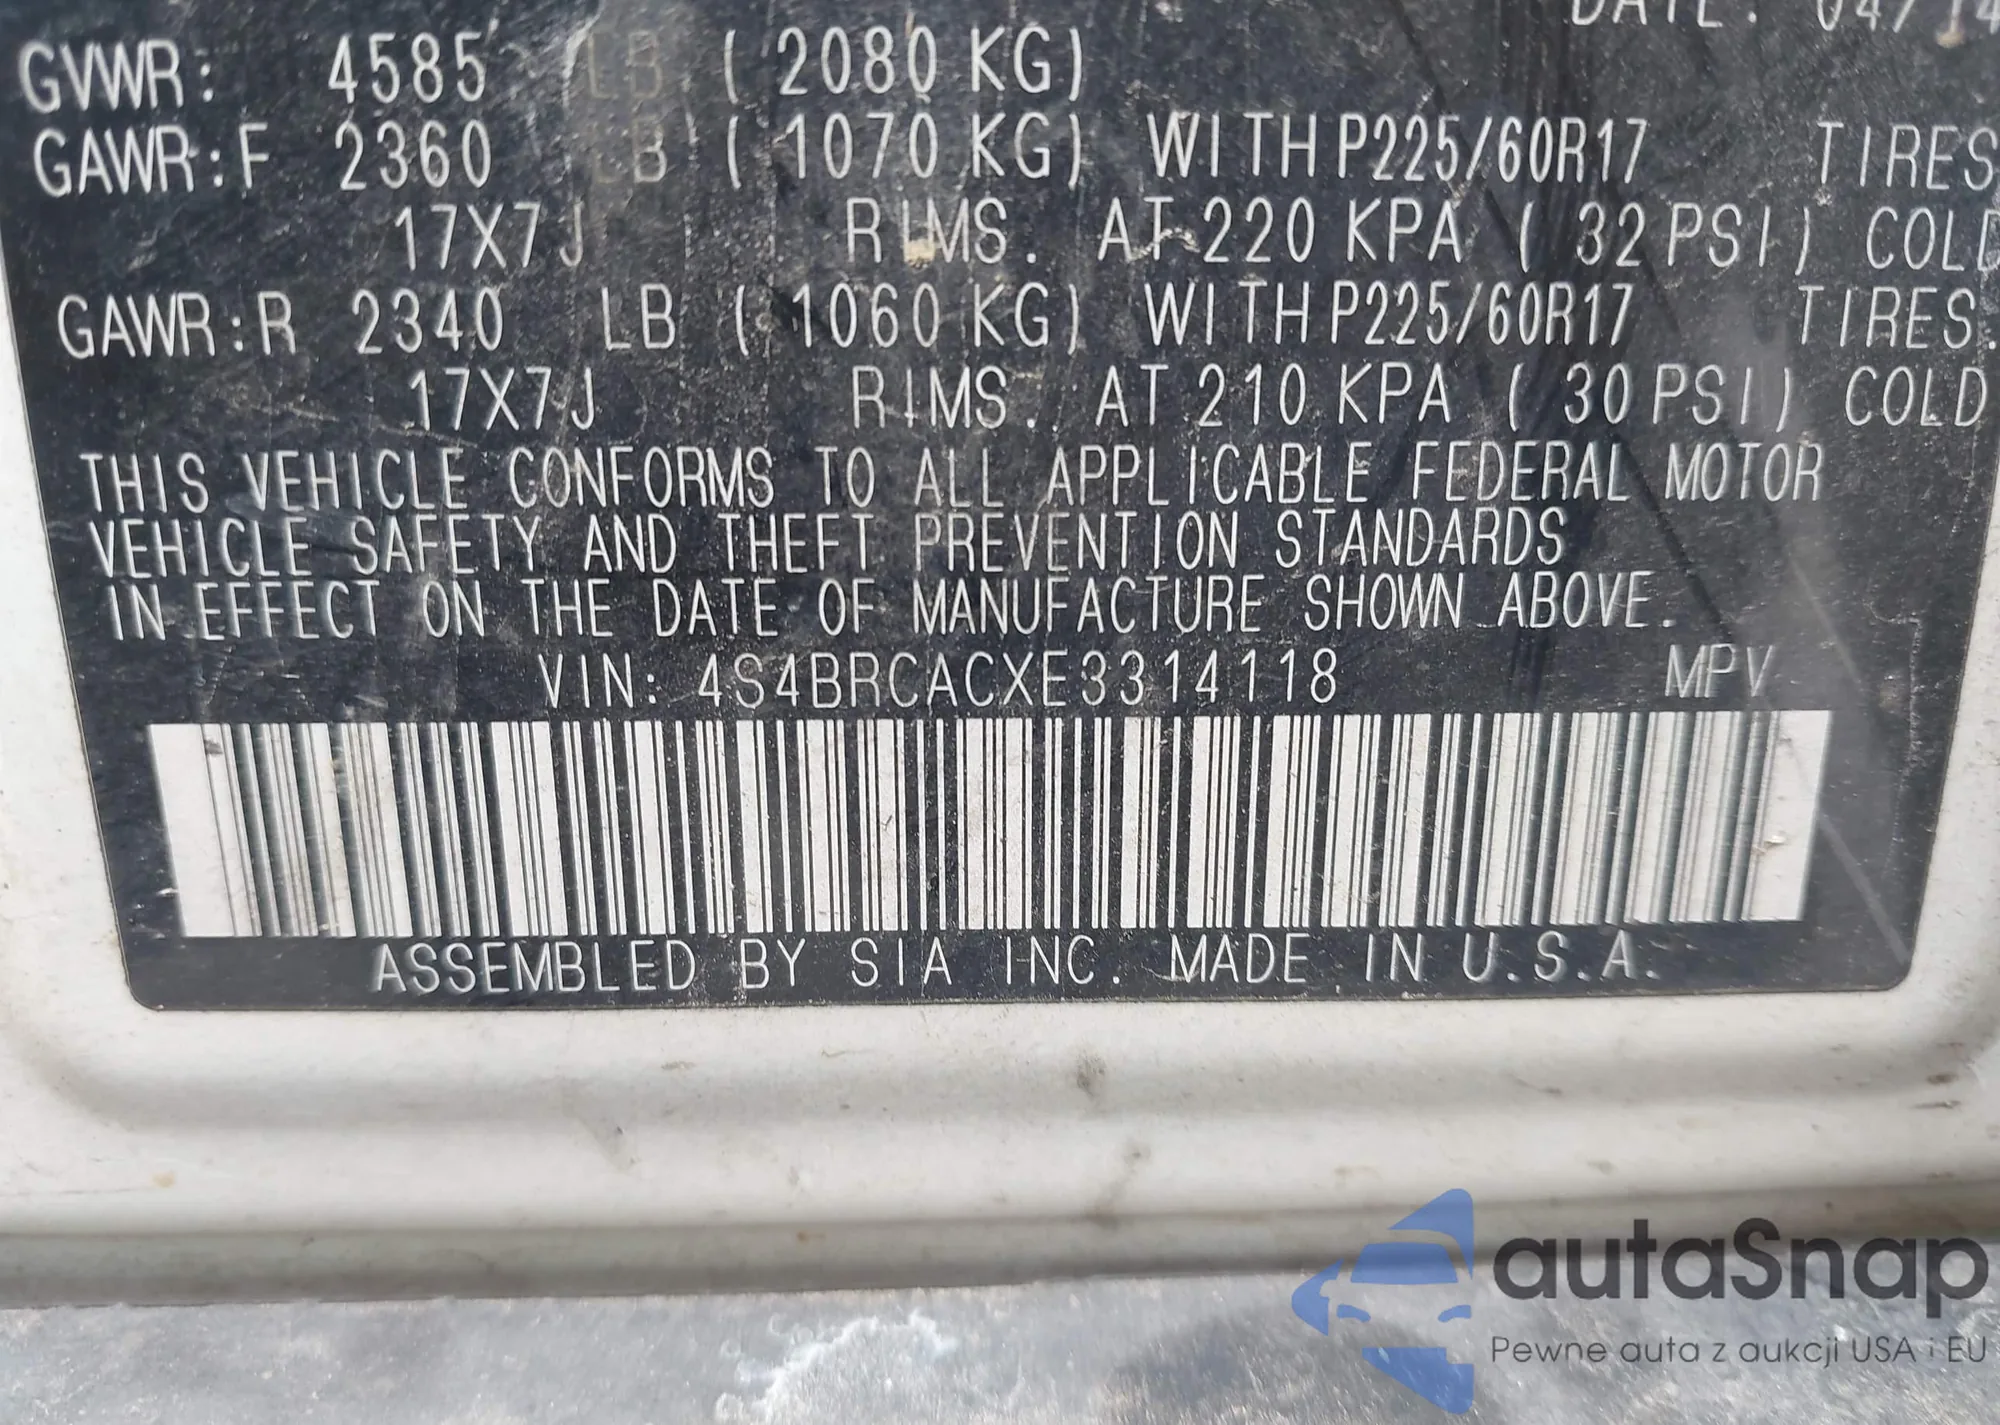 DATE: 04/14
GVWR: 4585 LB (2080 KG)
GAWR:F 2360 LB (1070 KG) WITH P225/60R17 TIRES
17X7J RIMS. AT 220 KPA (32 PSI) COLD
GAWR:R 2340 LB (1060 KG) WITH P225/60R17 TIRES.
17X7J RIMS. AT 210 KPA (30 PSI) COLD
THIS VEHICLE CONFORMS TO ALL APPLICABLE FEDERAL MOTOR
VEHICLE SAFETY AND THEFT PREVENTION STANDARDS
IN EFFECT ON THE DATE OF MANUFACTURE SHOWN ABOVE.
VIN: 4S4BRCACXE3314118 MPV
ASSEMBLED BY SIA INC. MADE IN U.S.A.
autaSnap
Pewne auta z aukcji USA i EU